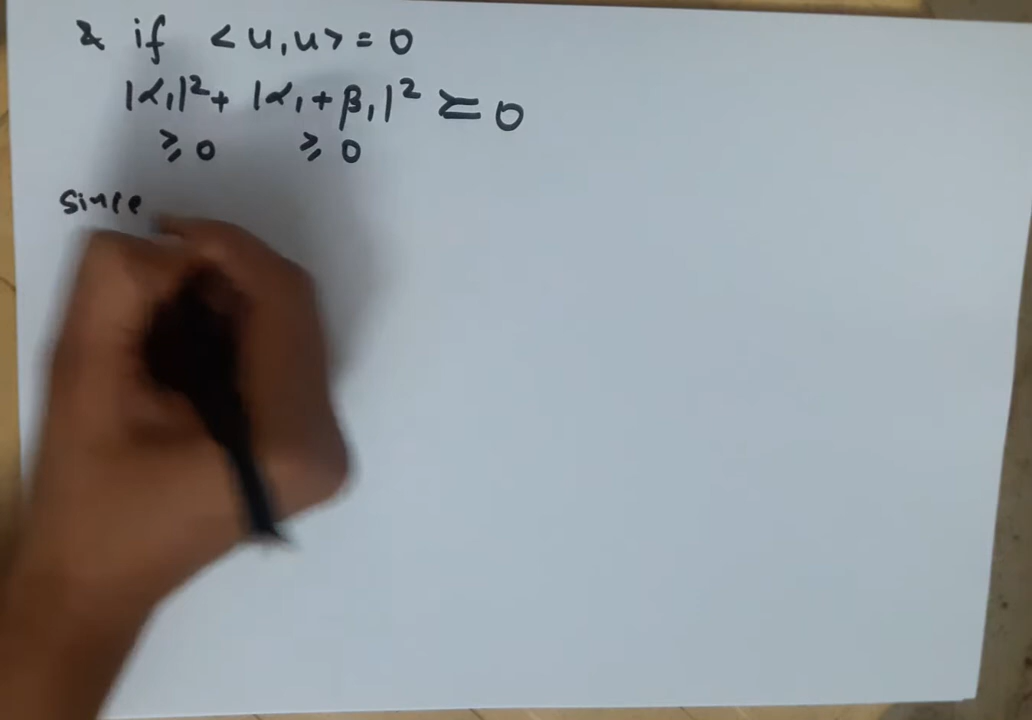 & if <u,u> = 0
|α₁|² + |α₁ + β₁|² = 0
≥ 0 ≥ 0
since